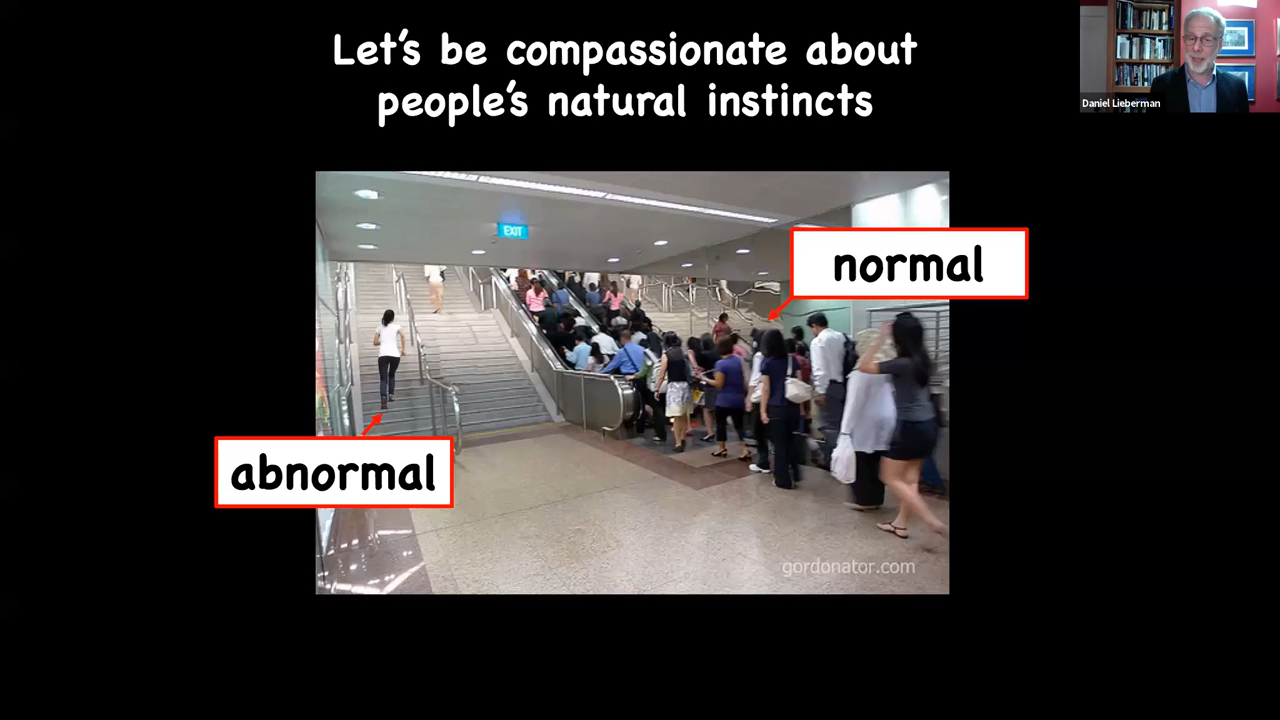 Let's be compassionate about
people's natural instincts
Daniel Lieberman
EXIT
normal
abnormal
gordonator.com